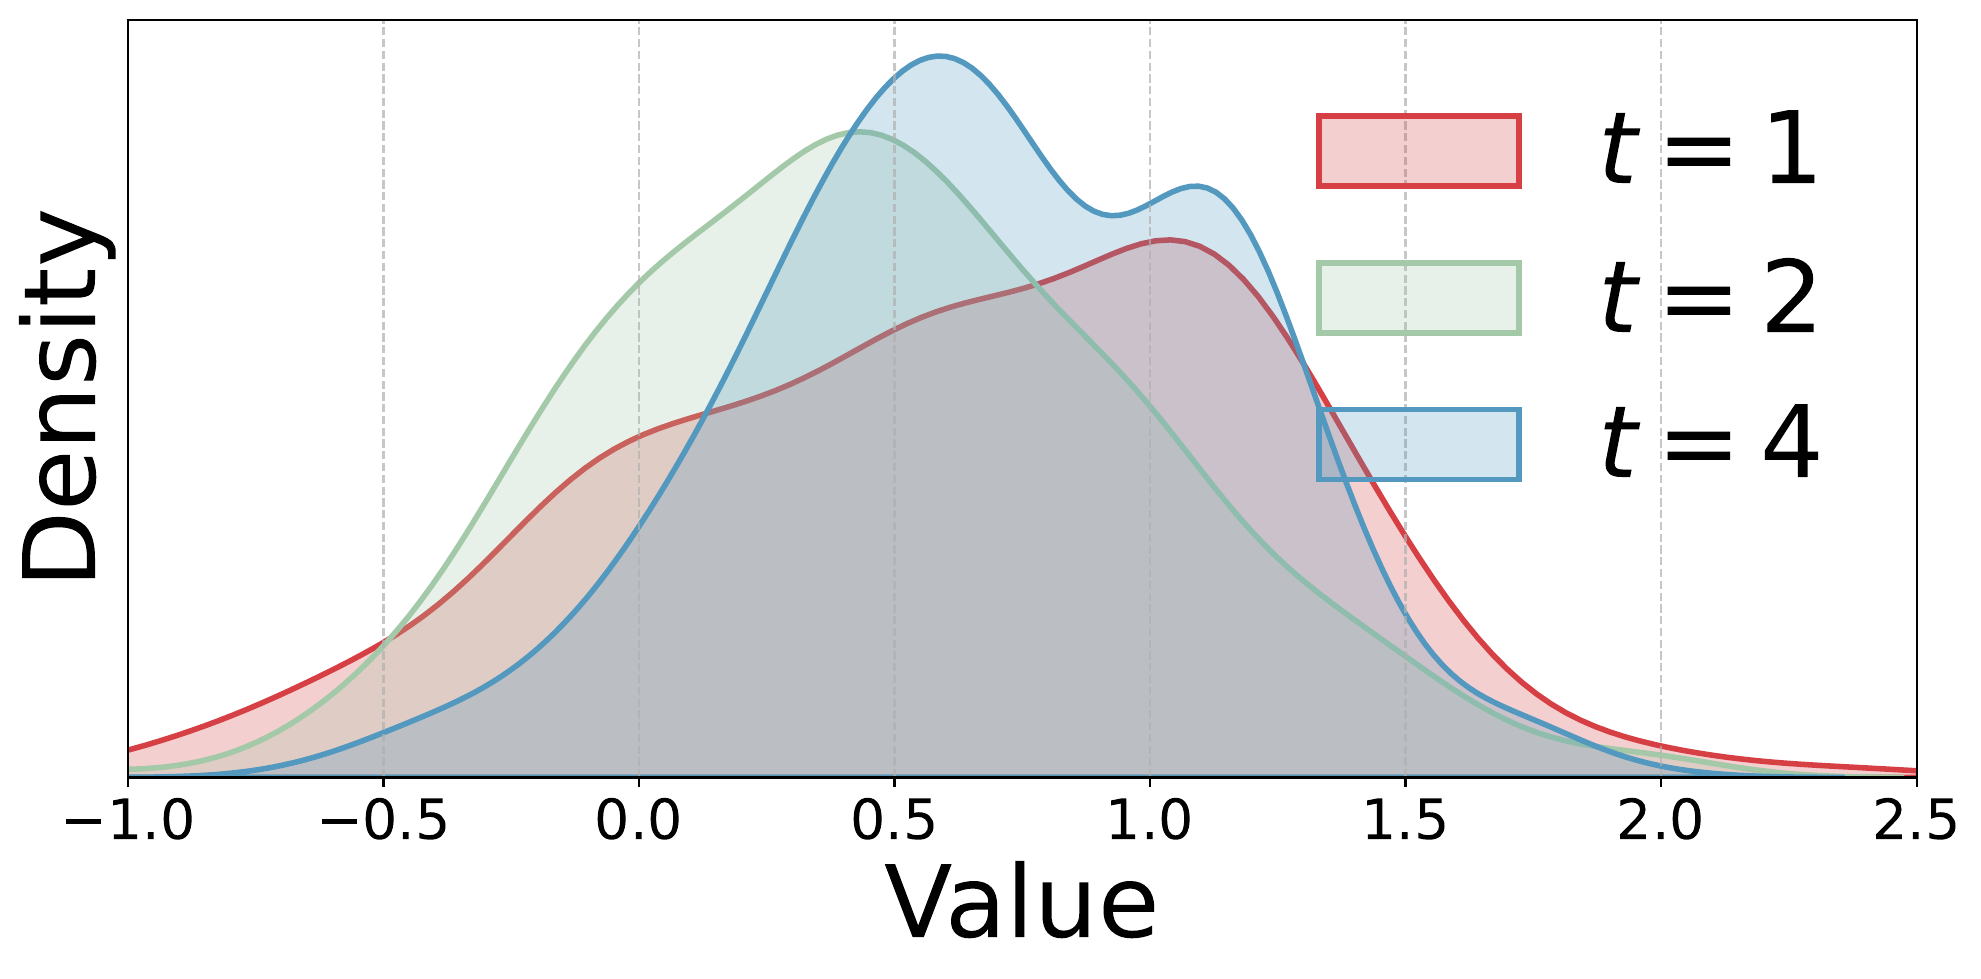 Density
t = 1
t = 2
t = 4
−1.0 −0.5 0.0 0.5 1.0 1.5 2.0 2.5
Value